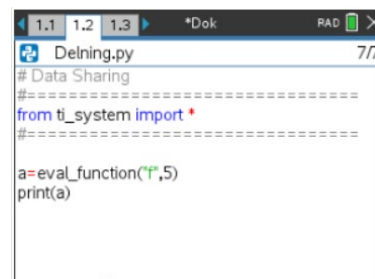 1.1 1.2 1.3 *Dok RAD
Delning.py 7/7
# Data Sharing
#================================
from ti_system import *
#================================
a=eval_function("f",5)
print(a)